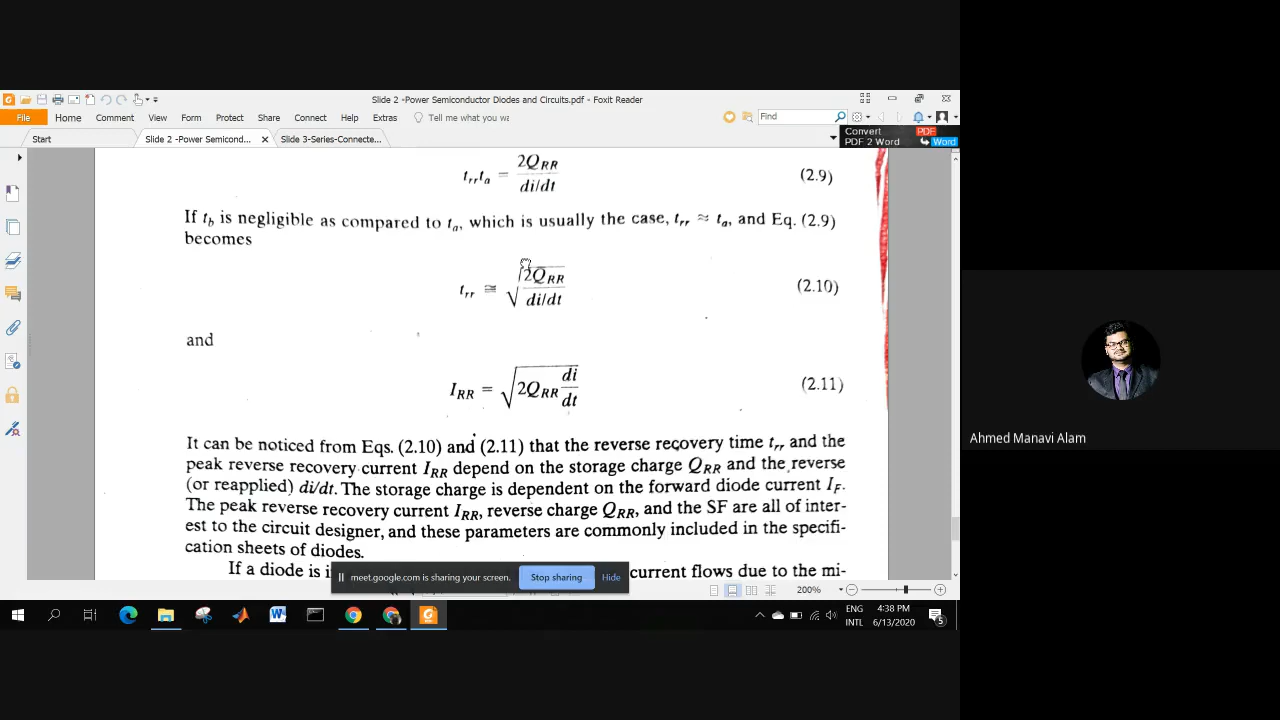 Slide 2 -Power Semiconductor Diodes and Circuits.pdf - Foxit Reader
File Home Comment View Form Protect Share Connect Help Extras Tell me what you wa
Find
Convert PDF
PDF 2 Word Word
Start Slide 2 -Power Semicond... Slide 3-Series-Connecte...
t_rr t_a = 2Q_RR / di/dt (2.9)
If t_b is negligible as compared to t_a, which is usually the case, t_rr ≈ t_a, and Eq. (2.9)
becomes
t_rr ≅ √(2Q_RR / di/dt) (2.10)
and
I_RR = √(2Q_RR di/dt) (2.11)
It can be noticed from Eqs. (2.10) and (2.11) that the reverse recovery time t_rr and the
peak reverse recovery current I_RR depend on the storage charge Q_RR and the reverse
(or reapplied) di/dt. The storage charge is dependent on the forward diode current I_F.
The peak reverse recovery current I_RR, reverse charge Q_RR, and the SF are all of inter-
est to the circuit designer, and these parameters are commonly included in the specifi-
cation sheets of diodes.
If a diode is i current flows due to the mi-
meet.google.com is sharing your screen. Stop sharing Hide
200%
ENG
INTL
4:38 PM
6/13/2020
5
Ahmed Manavi Alam